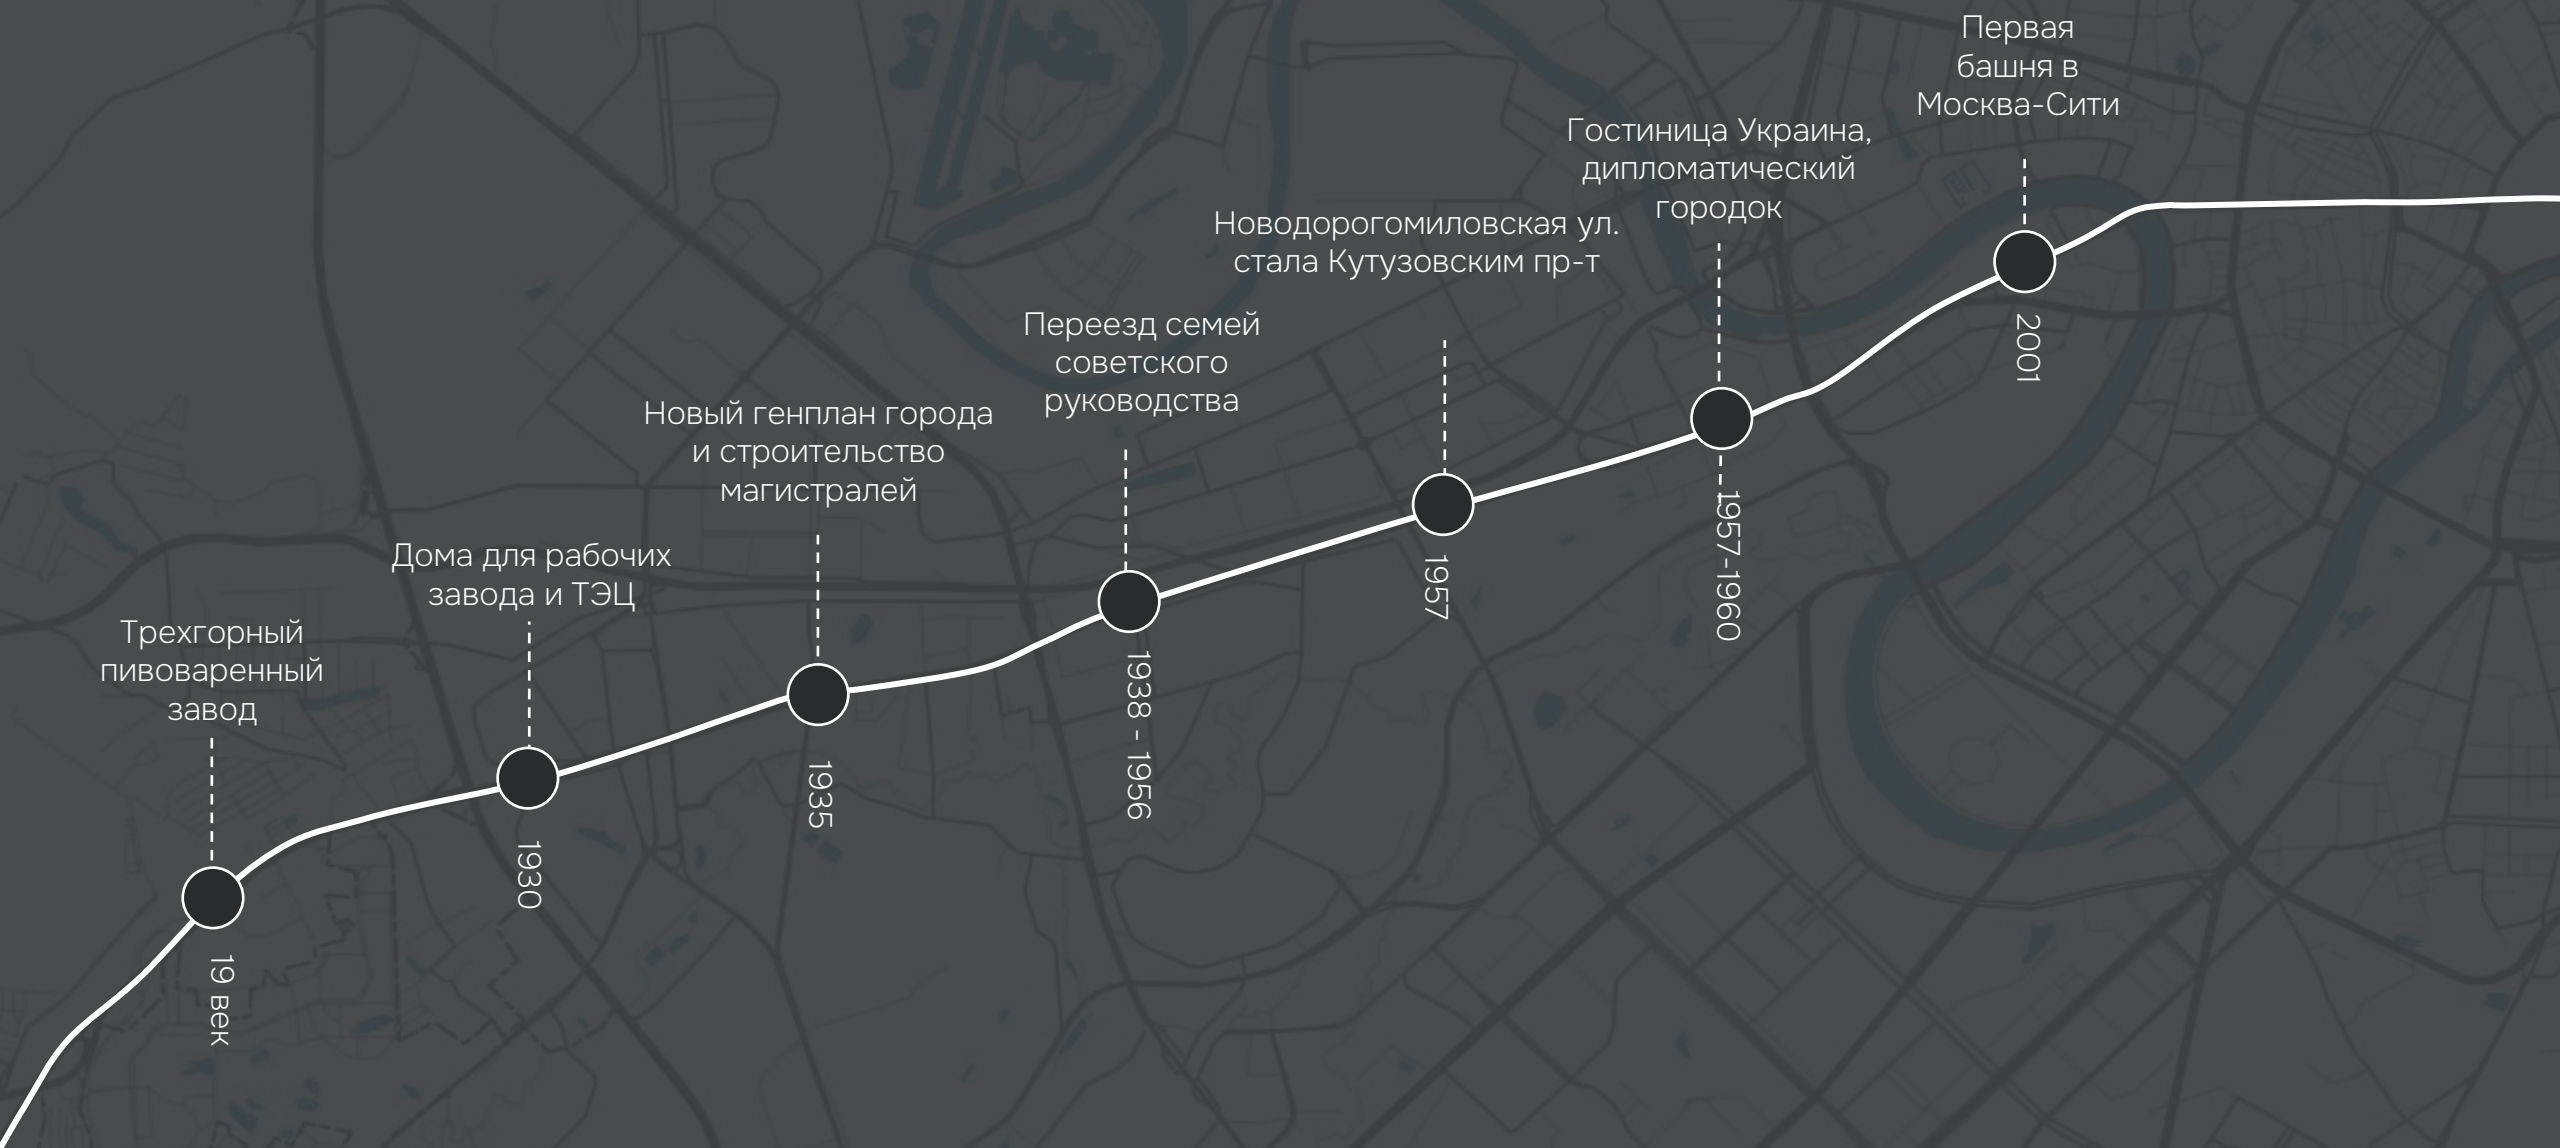 Трехгорный
пивоваренный
завод
19 век
Дома для рабочих
завода и ТЭЦ
1930
Новый генплан города
и строительство
магистралей
1935
Переезд семей
советского
руководства
1938 - 1956
Новодорогомиловская ул.
стала Кутузовским пр-т
1957
Гостиница Украина,
дипломатический
городок
1957-1960
Первая
башня в
Москва-Сити
2001